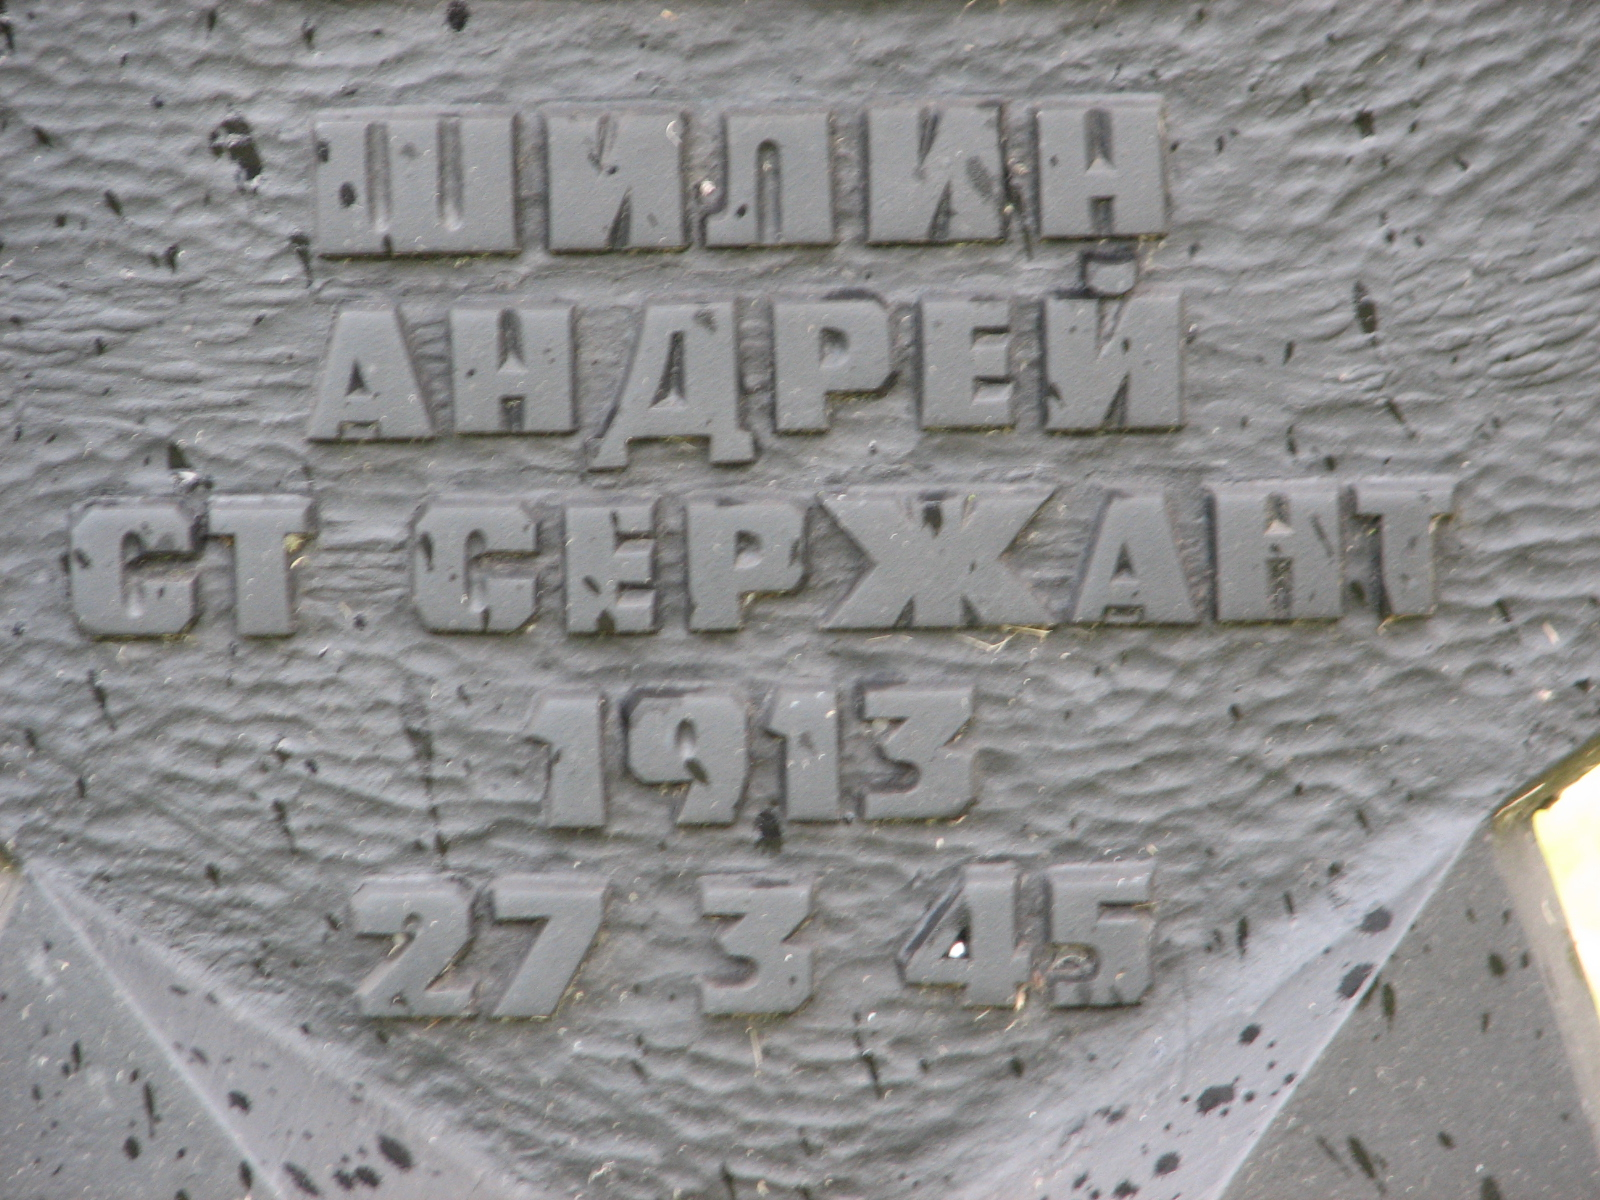 ШИЛИН
АНДРЕЙ
СТ СЕРЖАНТ
1913
27 3 45